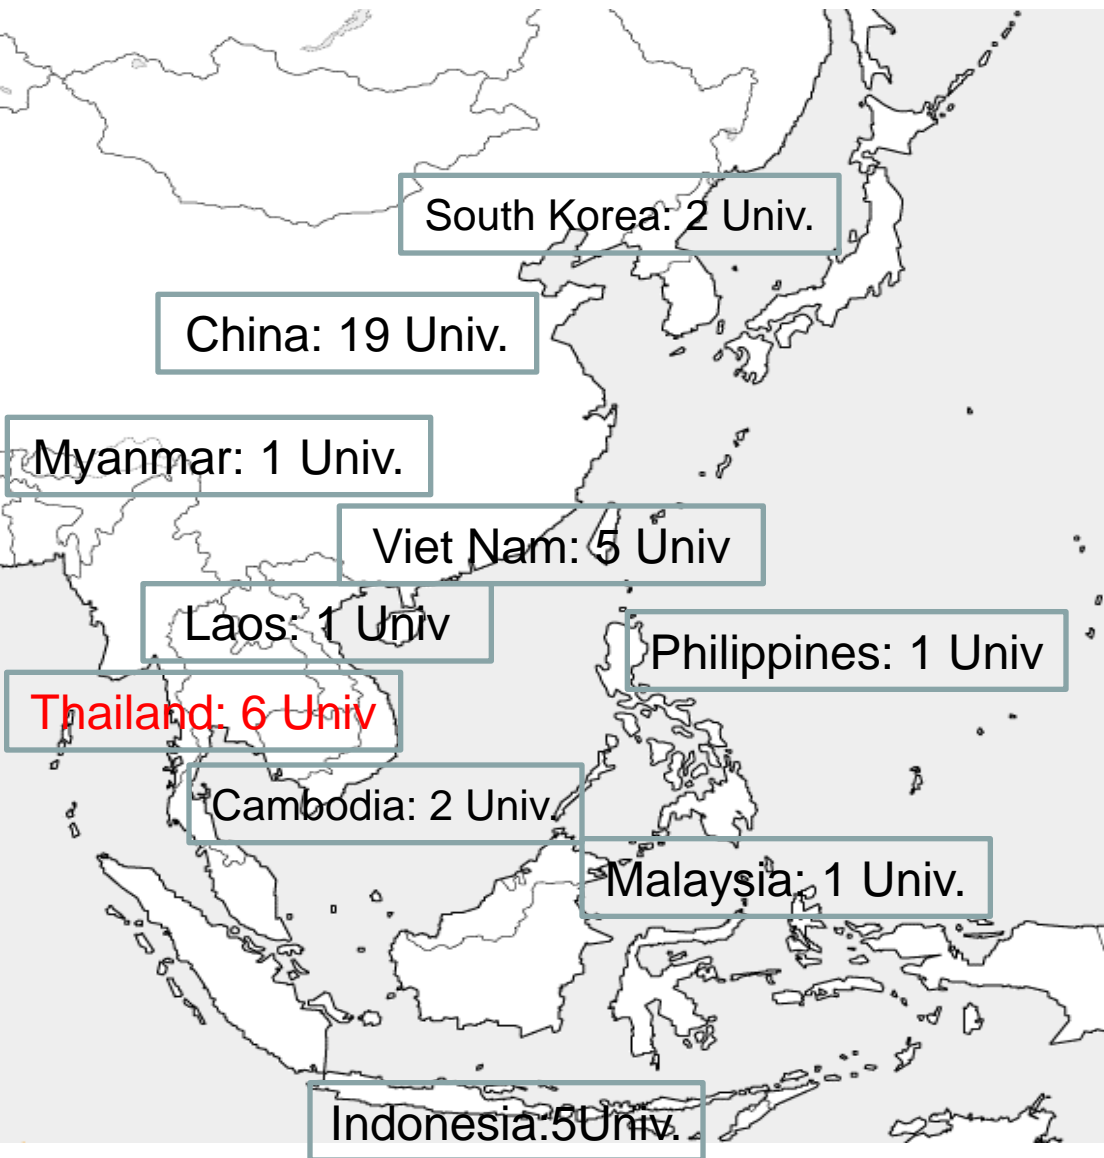 South Korea: 2 Univ.
China: 19 Univ.
Myanmar: 1 Univ.
Viet Nam: 5 Univ
Laos: 1 Univ
Philippines: 1 Univ
Thailand: 6 Univ
Cambodia: 2 Univ.
Malaysia: 1 Univ.
Indonesia:5Univ.